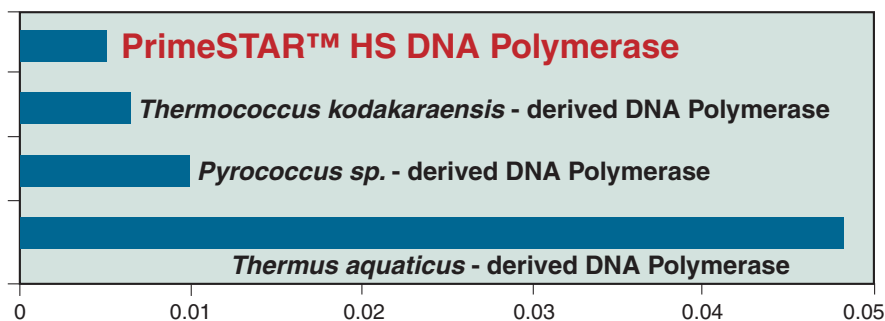 PrimeSTAR™ HS DNA Polymerase
Thermococcus kodakaraensis - derived DNA Polymerase
Pyrococcus sp. - derived DNA Polymerase
Thermus aquaticus - derived DNA Polymerase
0 0.01 0.02 0.03 0.04 0.05